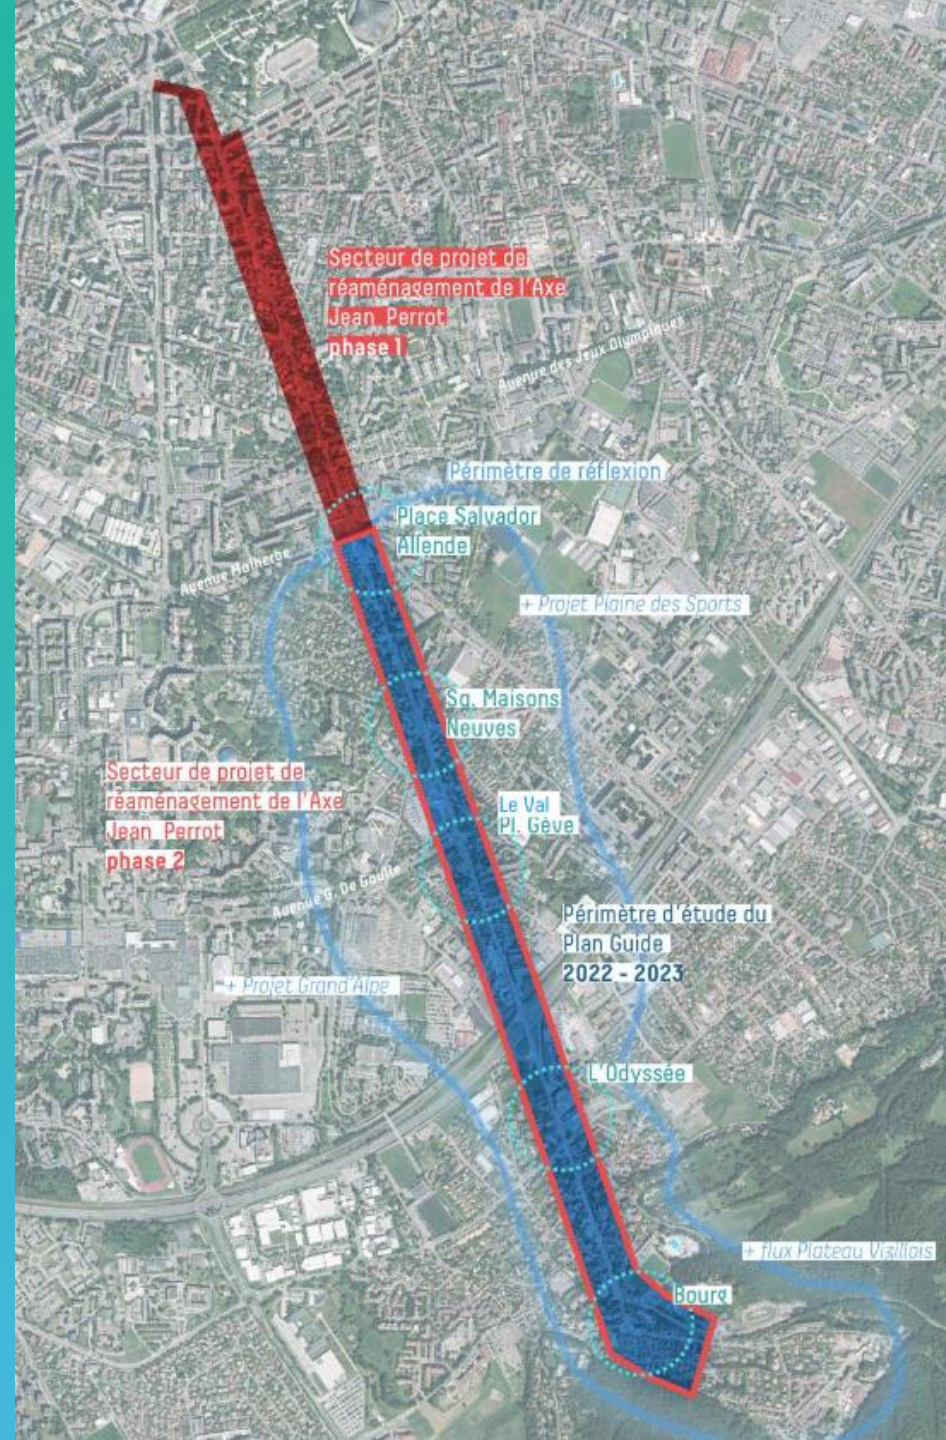 Secteur de projet de
réaménagement de l'Axe
Jean Perrot
phase 1
Avenue des Jeux Olympiques
Périmètre de réflexion
Place Salvador
Allende
Avenue Malherbe
+ Projet Plaine des Sports
Sq. Maisons
Neuves
Secteur de projet de
réaménagement de l'Axe
Jean Perrot
phase 2
Le Val
Pl. Gève
Avenue G. De Gaulle
Périmètre d'étude du
Plan Guide
2022 - 2023
+ Projet Grand'Alpe
L'Odyssée
+ flux Plateau Vizillois
Bourg